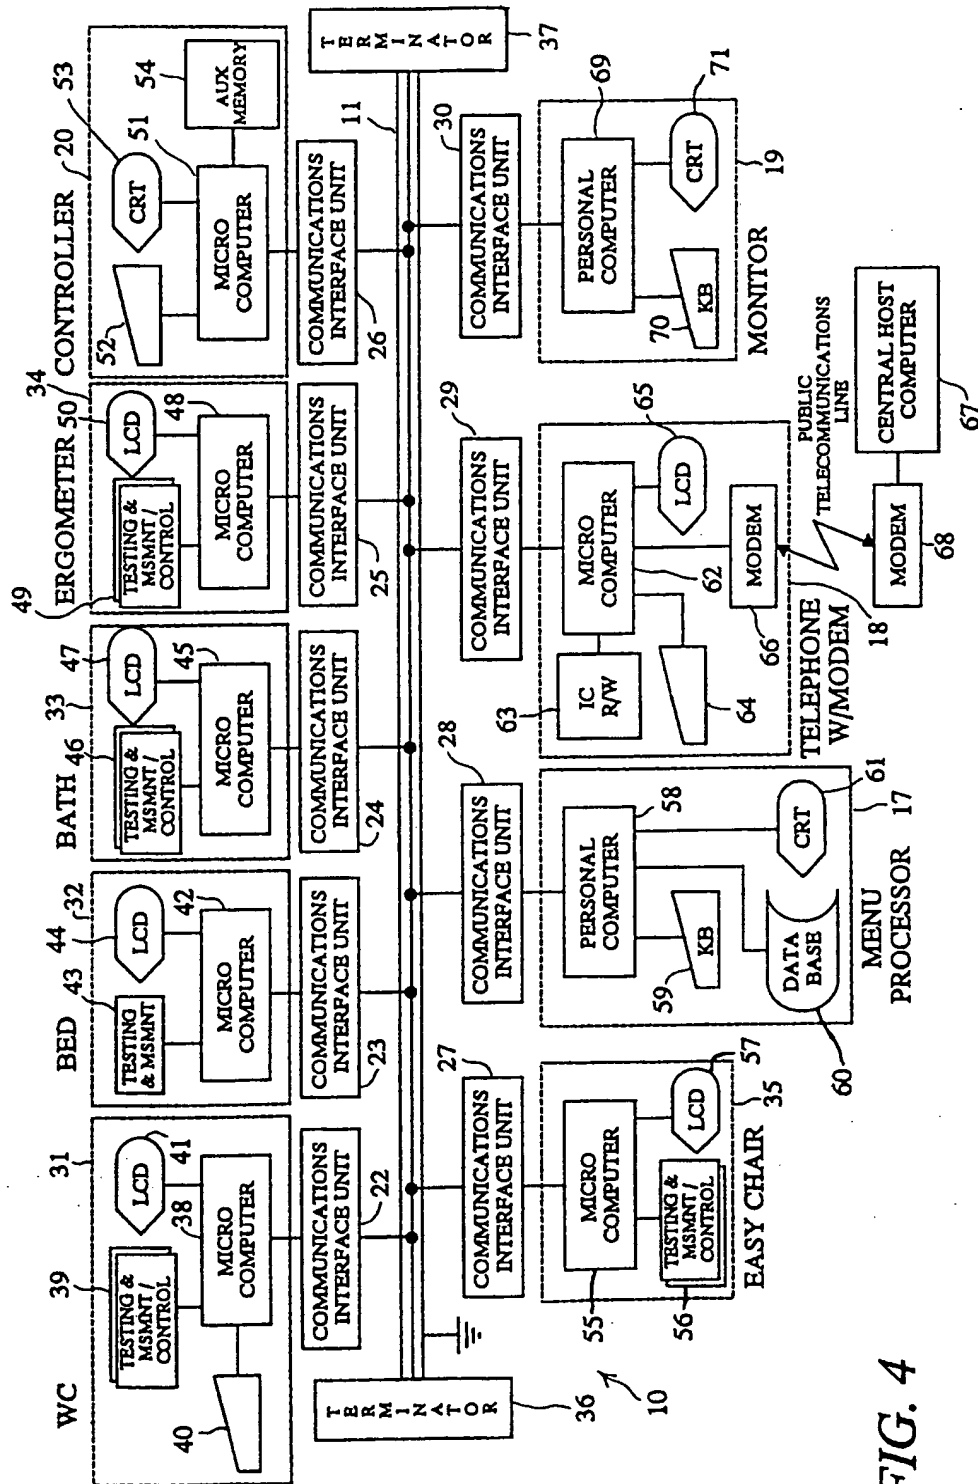 WC
31
39
TESTING &
MSMNT /
CONTROL
LCD
41
38
MICRO
COMPUTER
40
COMMUNICATIONS
INTERFACE UNIT
22
BED
32
43
44
TESTING
& MSMNT
LCD
42
MICRO
COMPUTER
COMMUNICATIONS
INTERFACE UNIT
23
BATH
33
46
47
TESTING &
MSMNT /
CONTROL
LCD
45
MICRO
COMPUTER
COMMUNICATIONS
INTERFACE UNIT
24
ERGOMETER
34
49
50
TESTING &
MSMNT /
CONTROL
LCD
48
MICRO
COMPUTER
COMMUNICATIONS
INTERFACE UNIT
25
CONTROLLER
20
52
53
CRT
51
54
AUX
MEMORY
MICRO
COMPUTER
COMMUNICATIONS
INTERFACE UNIT
26
TERMINATOR
36
11
TERMINATOR
37
10
27
COMMUNICATIONS
INTERFACE UNIT
MICRO
COMPUTER
55
TESTING &
MSMNT /
CONTROL
56
LCD
57
35
EASY CHAIR
28
COMMUNICATIONS
INTERFACE UNIT
PERSONAL
COMPUTER
58
KB
59
DATA
BASE
60
CRT
61
17
MENU
PROCESSOR
29
COMMUNICATIONS
INTERFACE UNIT
MICRO
COMPUTER
62
IC
R/W
63
64
LCD
65
MODEM
66
18
TELEPHONE
W/MODEM
PUBLIC
TELECOMMUNICATIONS
LINE
MODEM
68
CENTRAL HOST
COMPUTER
67
30
COMMUNICATIONS
INTERFACE UNIT
PERSONAL
COMPUTER
69
KB
70
CRT
71
19
MONITOR
FIG. 4